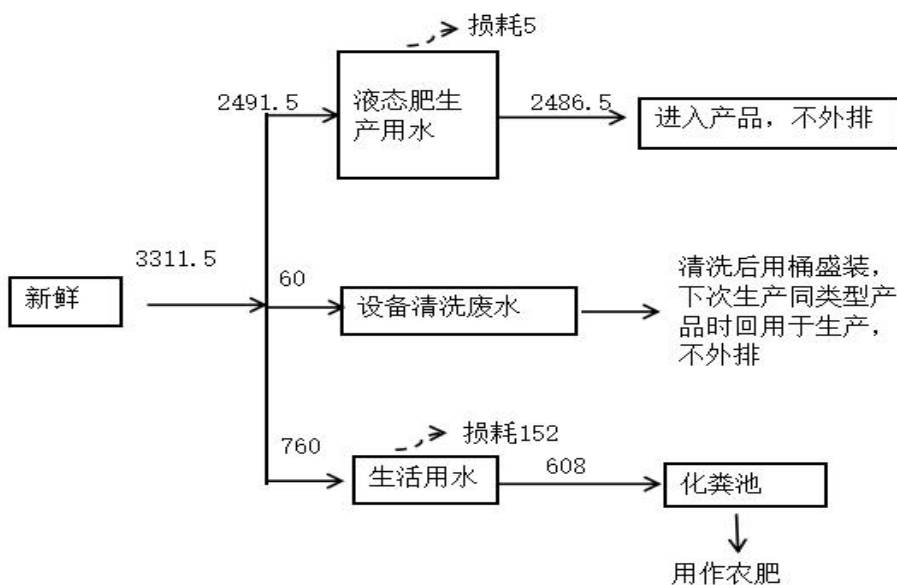 损耗5
2491.5
液态肥生
产用水
2486.5
进入产品，不外排
3311.5
新鲜
60
设备清洗废水
清洗后用桶盛装，
下次生产同类型产
品时回用于生产，
不外排
760
损耗152
生活用水
608
化粪池
用作农肥